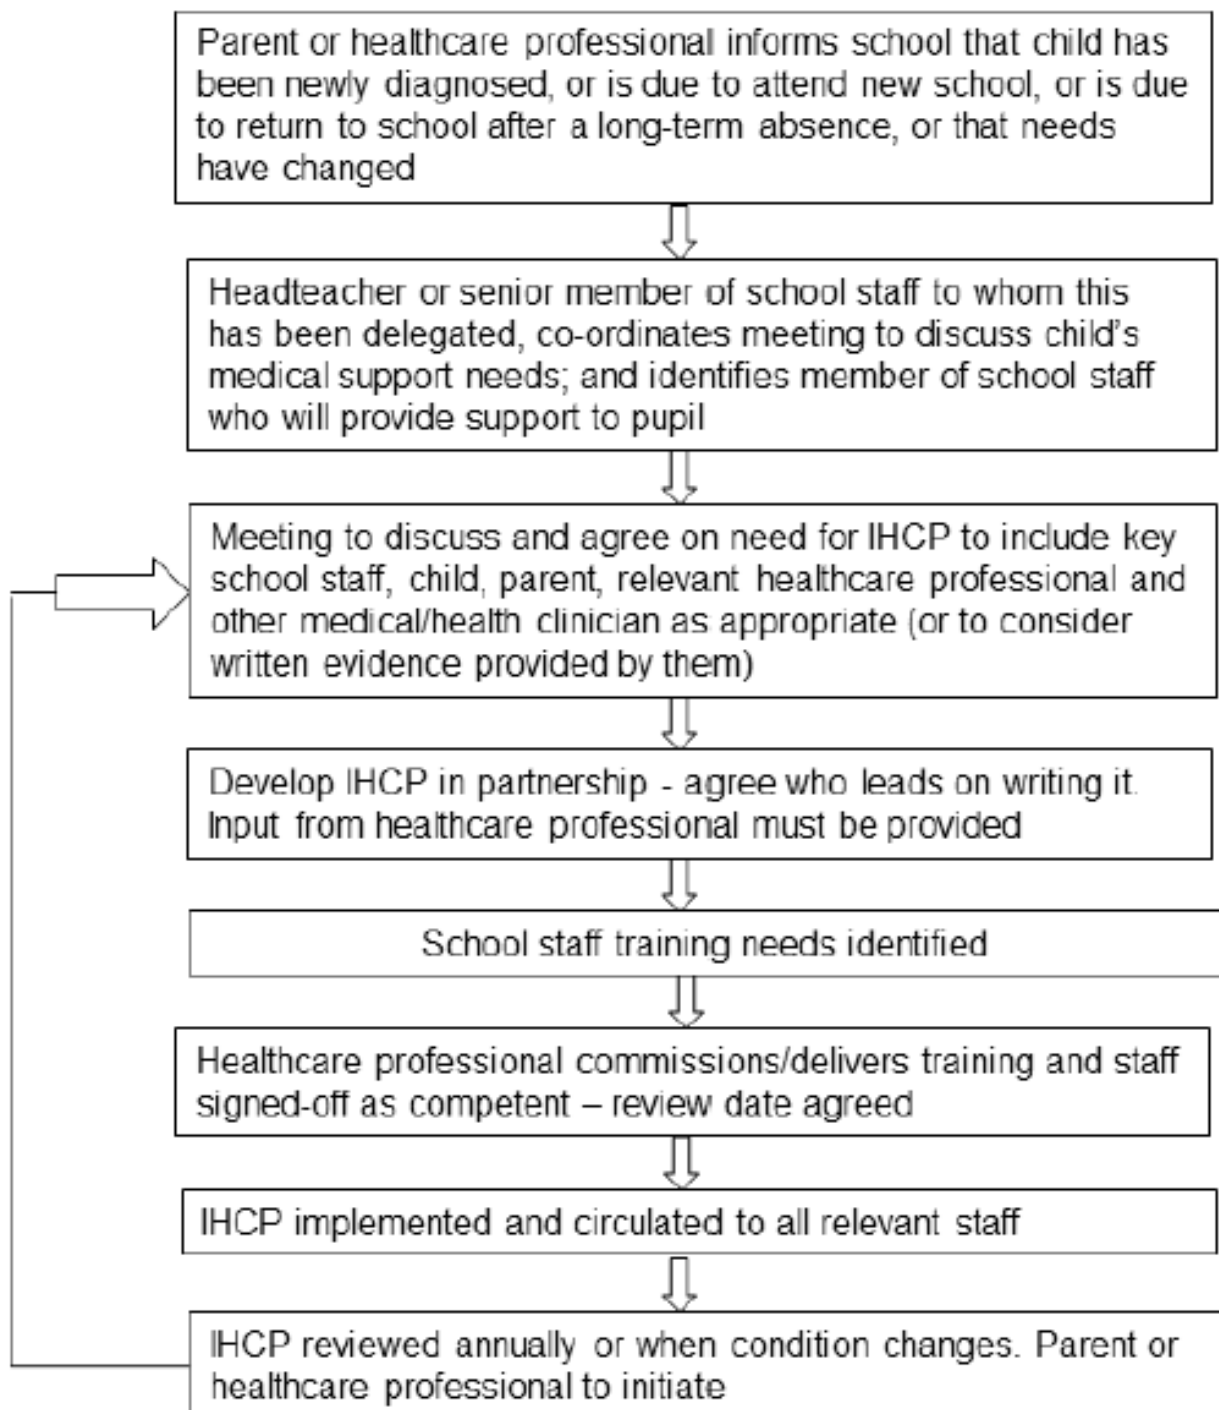 Parent or healthcare professional informs school that child has
been newly diagnosed, or is due to attend new school, or is due
to return to school after a long-term absence, or that needs
have changed
Headteacher or senior member of school staff to whom this
has been delegated, co-ordinates meeting to discuss child's
medical support needs; and identifies member of school staff
who will provide support to pupil
Meeting to discuss and agree on need for IHCP to include key
school staff, child, parent, relevant healthcare professional and
other medical/health clinician as appropriate (or to consider
written evidence provided by them)
Develop IHCP in partnership - agree who leads on writing it.
Input from healthcare professional must be provided
School staff training needs identified
Healthcare professional commissions/delivers training and staff
signed-off as competent – review date agreed
IHCP implemented and circulated to all relevant staff
IHCP reviewed annually or when condition changes. Parent or
healthcare professional to initiate